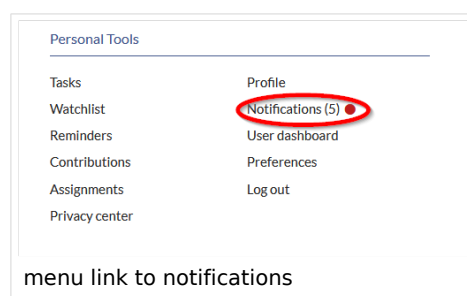 Personal Tools
Tasks
Watchlist
Reminders
Contributions
Assignments
Privacy center
Profile
Notifications (5)
User dashboard
Preferences
Log out
menu link to notifications